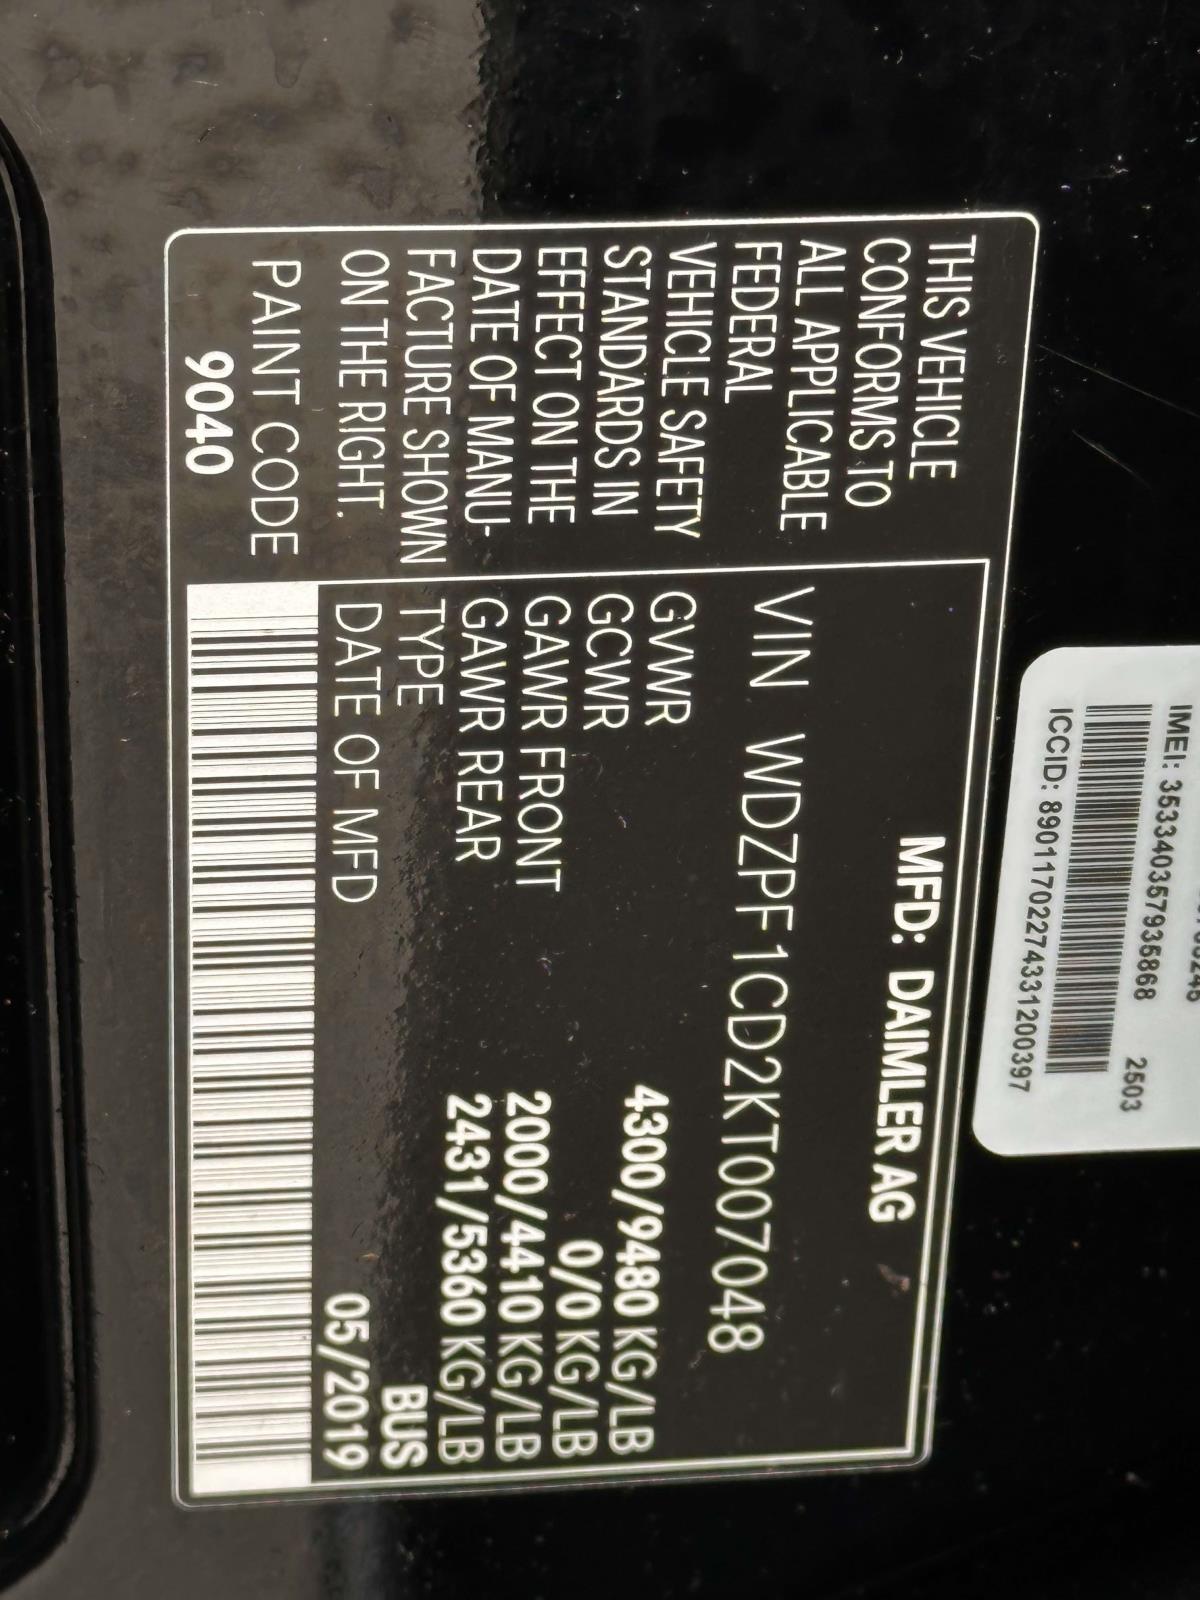 THIS VEHICLE
CONFORMS TO
ALL APPLICABLE
FEDERAL
VEHICLE SAFETY
STANDARDS IN
EFFECT ON THE
DATE OF MANU-
FACTURE SHOWN
ON THE RIGHT.
PAINT CODE
9040
MFD: DAIMLER AG
VIN WDZPF1CD2KT007048
GVWR 4300/9480 KG/LB
GCWR 0/0 KG/LB
GAWR FRONT 2000/4410 KG/LB
GAWR REAR 2431/5360 KG/LB
TYPE BUS
DATE OF MFD 05/2019
IMEI: 353340357935868 2503
ICCID: 89011702274331200397